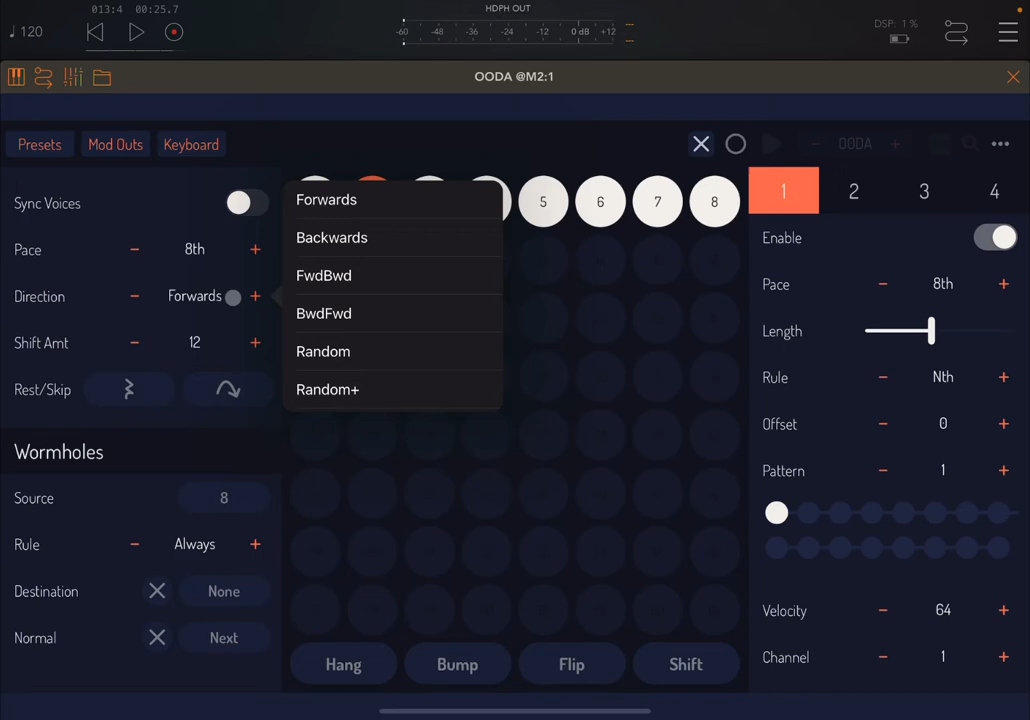 013:4 00:25.7
HDPH OUT
120
-60 -48 -36 -24 -12 0 dB +12
DSP: 1 %
OODA @M2:1
Presets Mod Outs Keyboard
- OODA +
Sync Voices
Pace - 8th +
Direction - Forwards +
Shift Amt - 12 +
Rest/Skip
Wormholes
Source 8
Rule - Always +
Destination None
Normal Next
Forwards
Backwards
FwdBwd
BwdFwd
Random
Random+
5 6 7 8
Hang Bump Flip Shift
1 2 3 4
Enable
Pace - 8th +
Length
Rule - Nth +
Offset - 0 +
Pattern - 1 +
Velocity - 64 +
Channel - 1 +